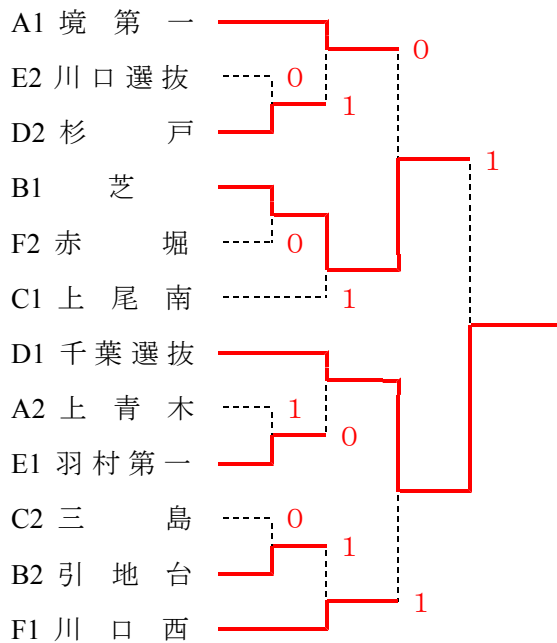 A1 境 第 一
0
E2 川 口 選 抜
0
D2 杉 戸
1
B1 芝
1
F2 赤 堀
0
C1 上 尾 南
1
D1 千 葉 選 抜
A2 上 青 木
1
E1 羽 村 第 一
0
C2 三 島
0
B2 引 地 台
1
F1 川 口 西
1